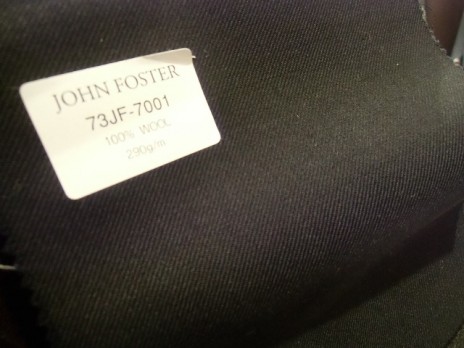 JOHN FOSTER
73JF-7001
100% WOOL
290g/m